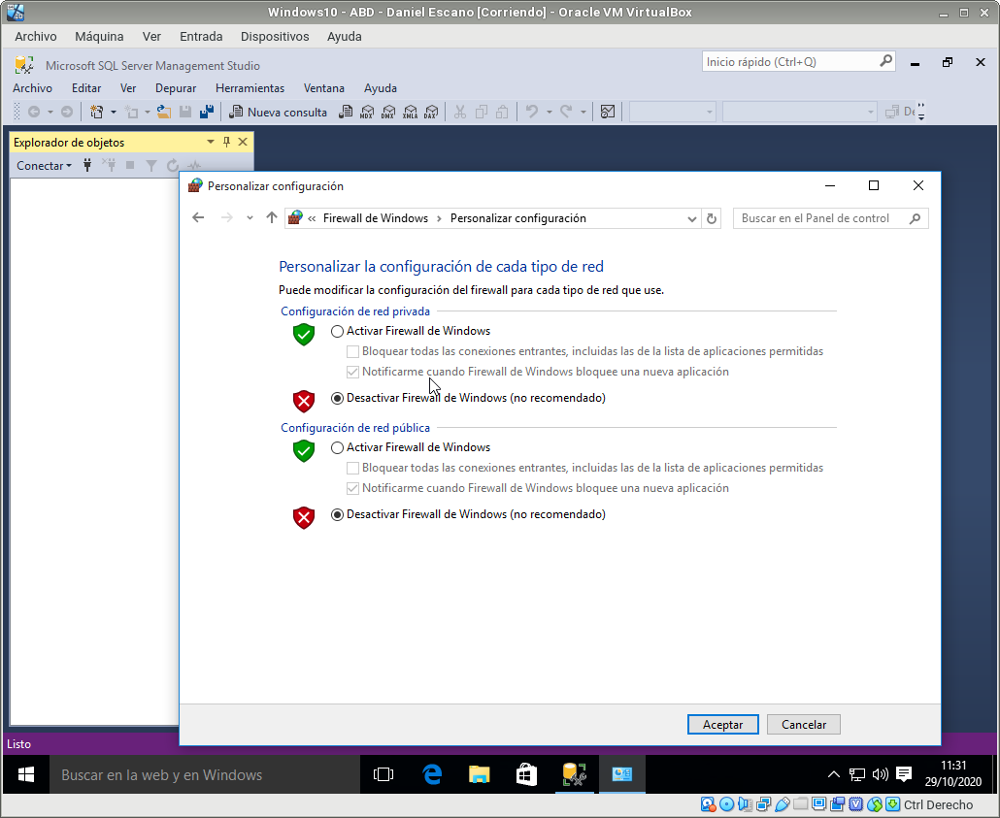 Windows10 - ABD - Daniel Escano [Corriendo] - Oracle VM VirtualBox
Archivo Máquina Ver Entrada Dispositivos Ayuda
Microsoft SQL Server Management Studio
Inicio rápido (Ctrl+Q)
Archivo Editar Ver Depurar Herramientas Ventana Ayuda
Nueva consulta MDX DMX XMLA DAX
Explorador de objetos
Conectar
Personalizar configuración
« Firewall de Windows > Personalizar configuración
Buscar en el Panel de control
Personalizar la configuración de cada tipo de red
Puede modificar la configuración del firewall para cada tipo de red que use.
Configuración de red privada
Activar Firewall de Windows
Bloquear todas las conexiones entrantes, incluidas las de la lista de aplicaciones permitidas
Notificarme cuando Firewall de Windows bloquee una nueva aplicación
Desactivar Firewall de Windows (no recomendado)
Configuración de red pública
Activar Firewall de Windows
Bloquear todas las conexiones entrantes, incluidas las de la lista de aplicaciones permitidas
Notificarme cuando Firewall de Windows bloquee una nueva aplicación
Desactivar Firewall de Windows (no recomendado)
Aceptar Cancelar
Listo
Buscar en la web y en Windows
11:31
29/10/2020
Ctrl Derecho